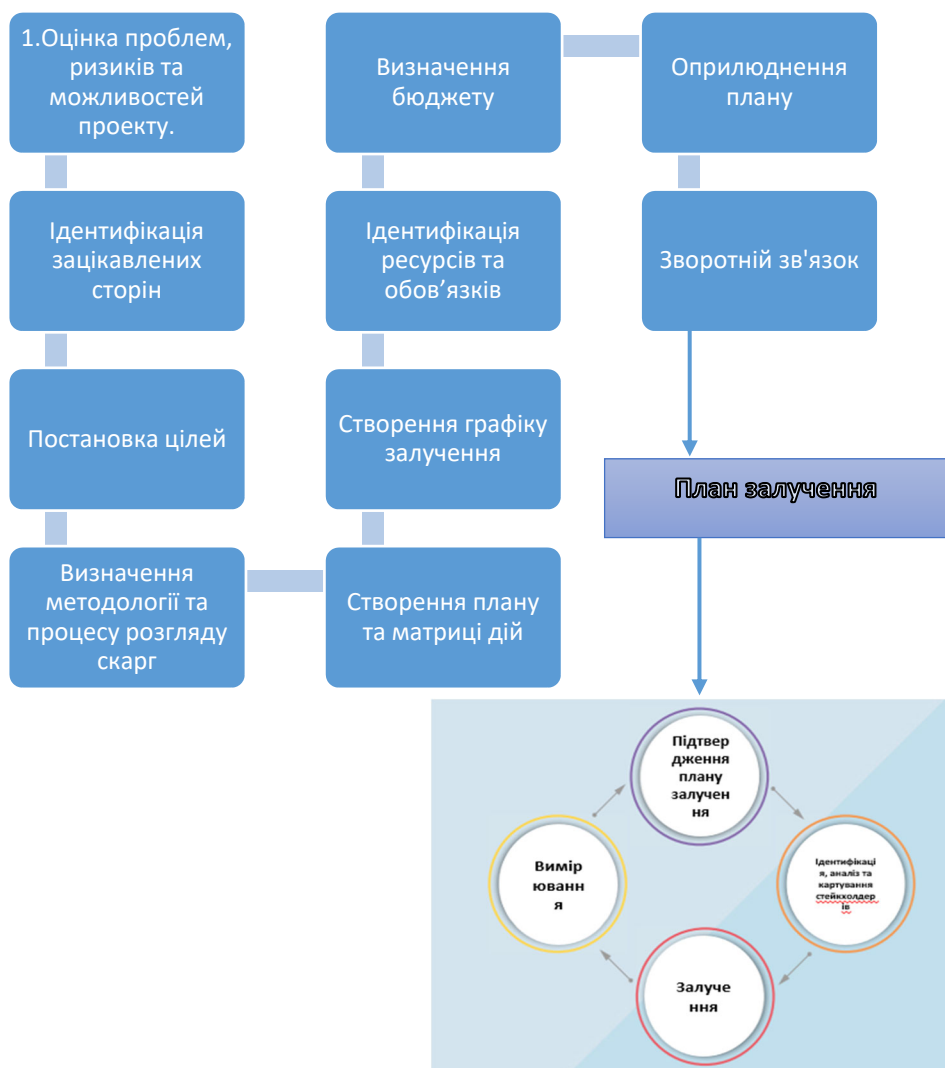 1.Оцінка проблем,
ризиків та
можливостей
проекту.
Ідентифікація
зацікавлених
сторін
Постановка цілей
Визначення
методології та
процесу розгляду
скарг
Створення плану
та матриці дій
Створення графіку
залучення
Ідентифікація
ресурсів та
обов’язків
Визначення
бюджету
Оприлюднення
плану
Зворотній зв'язок
План залучення
Підтвер
дження
плану
залучен
ня
Ідентифікаці
я, аналіз та
картування
стейкхолдер
ів
Залуче
ння
Вимір
юванн
я